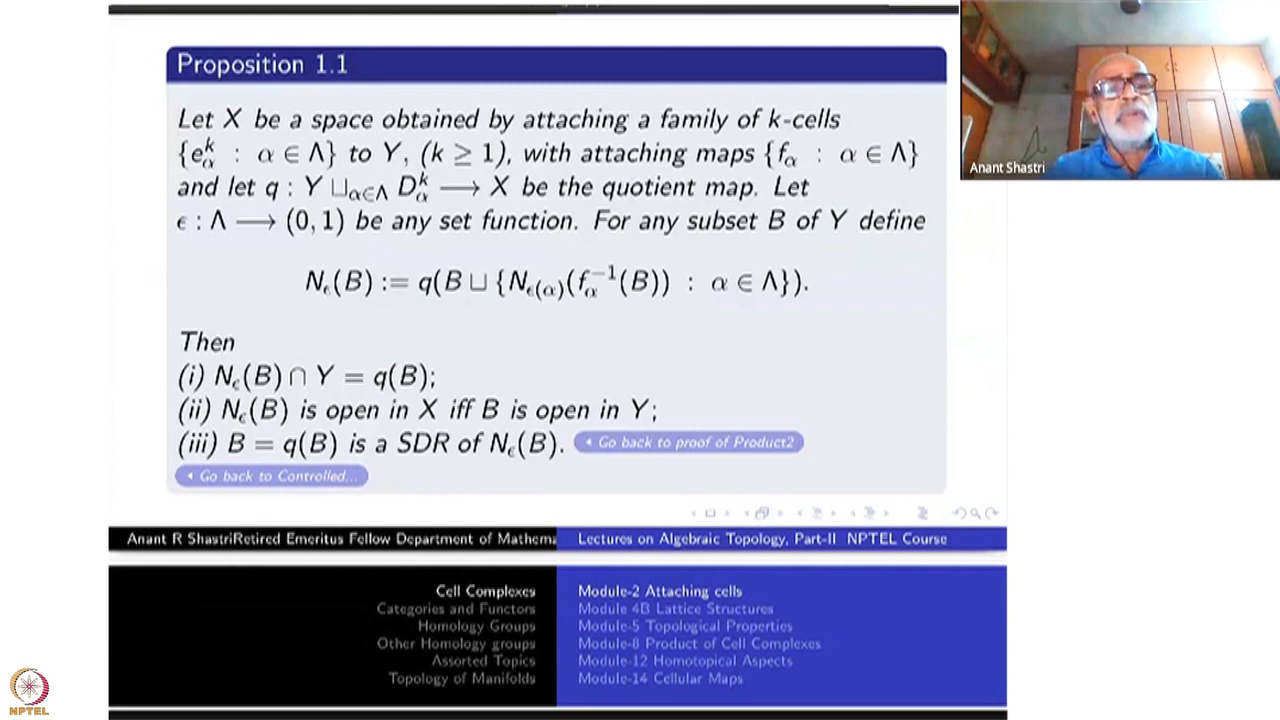 Proposition 1.1
Let X be a space obtained by attaching a family of k-cells
{e^k_α : α ∈ Λ} to Y, (k ≥ 1), with attaching maps {f_α : α ∈ Λ}
and let q : Y ⊔_{α∈Λ} D^k_α ⟶ X be the quotient map. Let
ϵ : Λ ⟶ (0, 1) be any set function. For any subset B of Y define
N_ϵ(B) := q(B ⊔ {N_{ϵ(α)}(f_α^{−1}(B)) : α ∈ Λ}).
Then
(i) N_ϵ(B) ∩ Y = q(B);
(ii) N_ϵ(B) is open in X iff B is open in Y;
(iii) B = q(B) is a SDR of N_ϵ(B). Go back to proof of Product2
Go back to Controlled...
Anant Shastri
Anant R ShastriRetired Emeritus Fellow Department of Mathema Lectures on Algebraic Topology, Part-II NPTEL Course
Cell Complexes Module-2 Attaching cells
Categories and Functors Module 4B Lattice Structures
Homology Groups Module-5 Topological Properties
Other Homology groups Module-8 Product of Cell Complexes
Assorted Topics Module-12 Homotopical Aspects
Topology of Manifolds Module-14 Cellular Maps
NPTEL